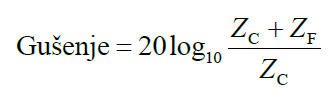 Gušenje = 20 log₁₀ (Z_C + Z_F) / Z_C